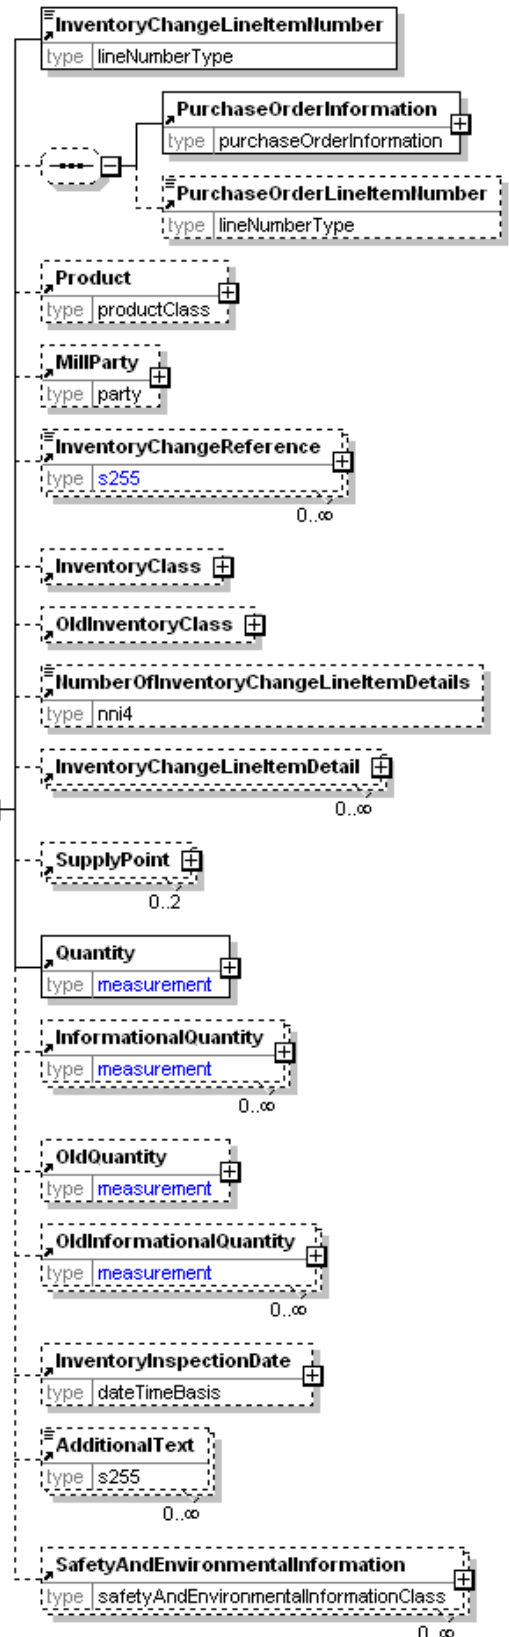 InventoryChangeLineItemNumber
type lineNumberType
PurchaseOrderInformation
type purchaseOrderInformation
PurchaseOrderLineItemNumber
type lineNumberType
Product
type productClass
MillParty
type party
InventoryChangeReference
type s255
0..∞
InventoryClass
OldInventoryClass
NumberOfInventoryChangeLineItemDetails
type nni4
InventoryChangeLineItemDetail
0..∞
SupplyPoint
0..2
Quantity
type measurement
InformationalQuantity
type measurement
0..∞
OldQuantity
type measurement
OldInformationalQuantity
type measurement
0..∞
InventoryInspectionDate
type dateTimeBasis
AdditionalText
type s255
0..∞
SafetyAndEnvironmentalInformation
type safetyAndEnvironmentalInformationClass
0..∞